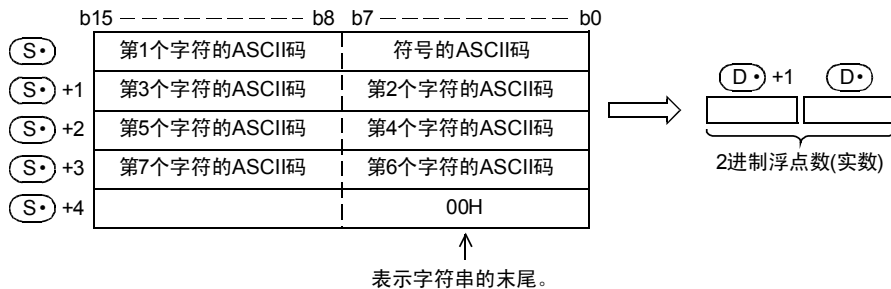 b15 ————— b8 b7 ————— b0
S• 第1个字符的ASCII码 符号的ASCII码
S• +1 第3个字符的ASCII码 第2个字符的ASCII码
S• +2 第5个字符的ASCII码 第4个字符的ASCII码
S• +3 第7个字符的ASCII码 第6个字符的ASCII码
S• +4 00H
表示字符串的末尾。
D• +1 D•
2进制浮点数(实数)